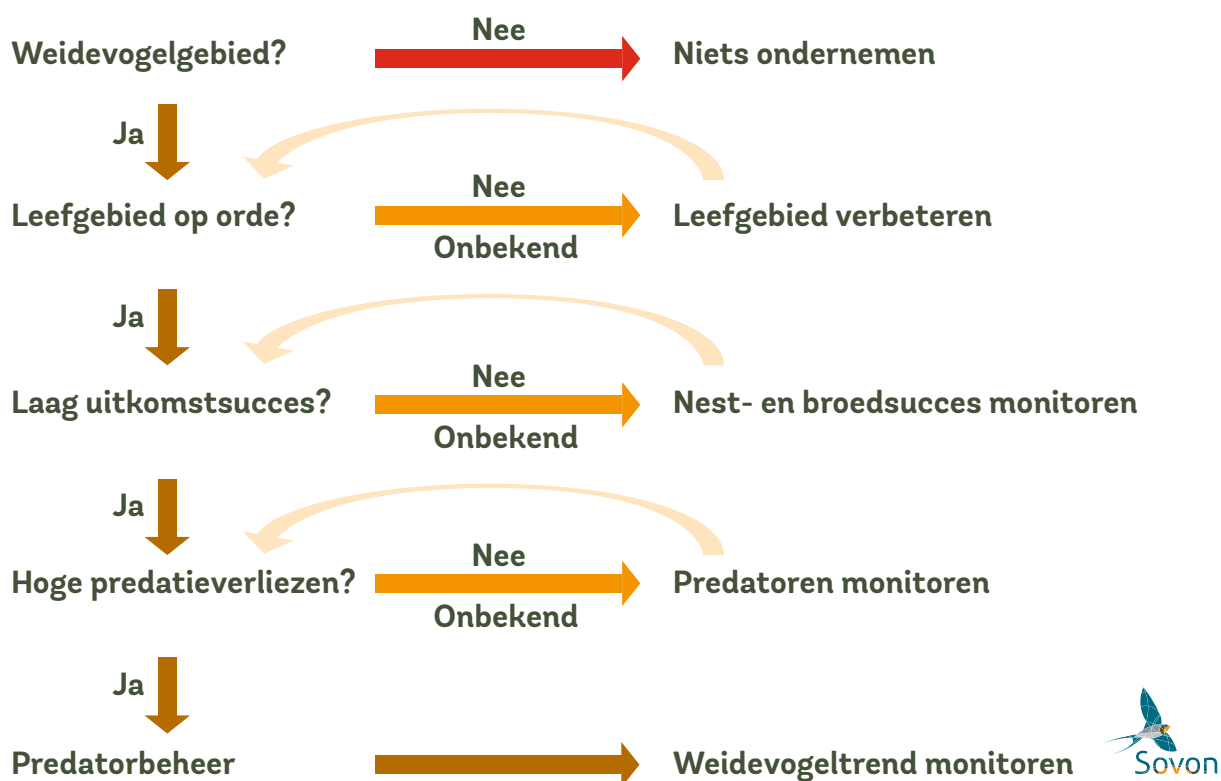 Weidevogelgebied?
Nee
Niets ondernemen
Ja
Leefgebied op orde?
Nee
Onbekend
Leefgebied verbeteren
Ja
Laag uitkomstsucces?
Nee
Onbekend
Nest- en broedsucces monitoren
Ja
Hoge predatieverliezen?
Nee
Onbekend
Predatoren monitoren
Ja
Predatorbeheer
Weidevogeltrend monitoren
Sovon